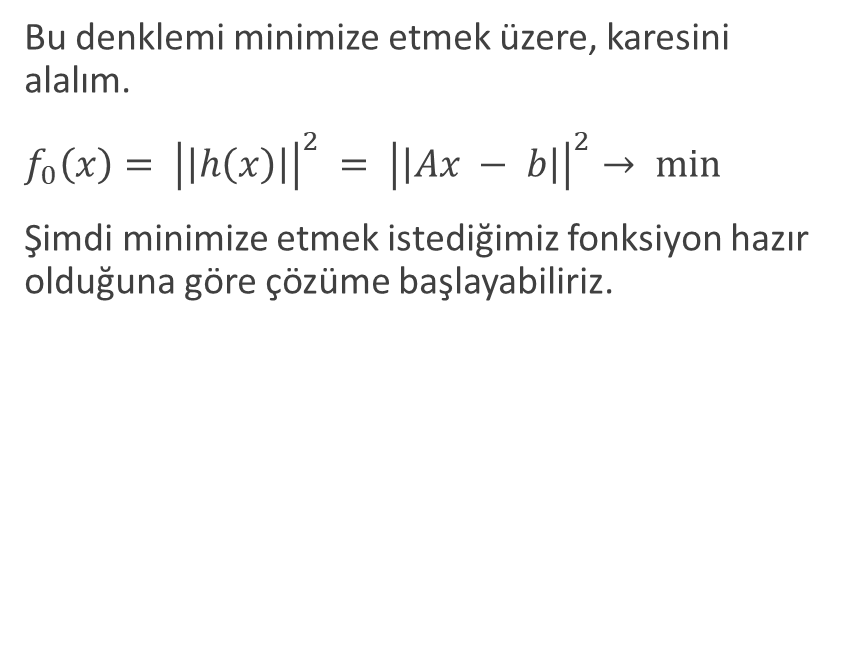 Bu denklemi minimize etmek üzere, karesini
alalım.
𝑓₀(𝑥) = ||ℎ(𝑥)||² = ||𝐴𝑥 − 𝑏||² → min
Şimdi minimize etmek istediğimiz fonksiyon hazır
olduğuna göre çözüme başlayabiliriz.